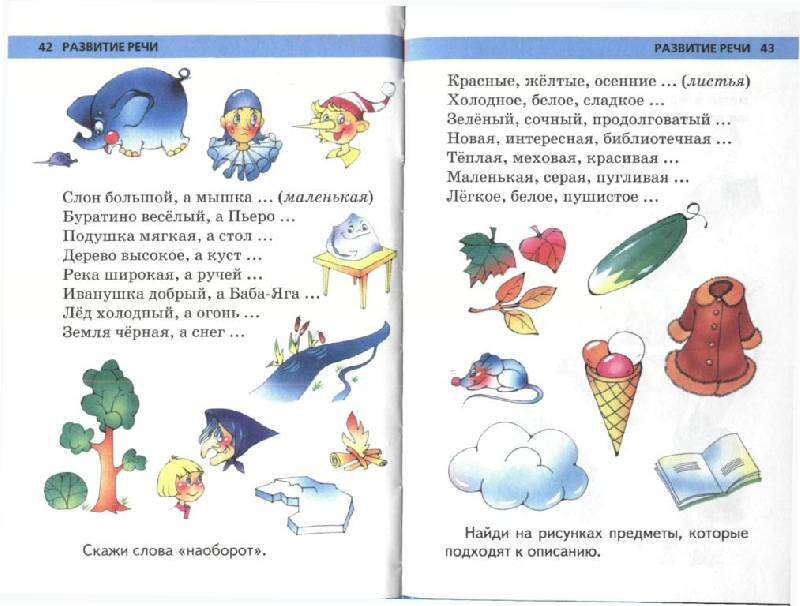 42 РАЗВИТИЕ РЕЧИ
Слон большой, а мышка ... (маленькая)
Буратино весёлый, а Пьеро ...
Подушка мягкая, а стол ...
Дерево высокое, а куст ...
Река широкая, а ручей ...
Иванушка добрый, а Баба-Яга ...
Лёд холодный, а огонь ...
Земля чёрная, а снег ...
Скажи слова «наоборот».
РАЗВИТИЕ РЕЧИ 43
Красные, жёлтые, осенние ... (листья)
Холодное, белое, сладкое ...
Зелёный, сочный, продолговатый ...
Новая, интересная, библиотечная ...
Тёплая, меховая, красивая ...
Маленькая, серая, пугливая ...
Лёгкое, белое, пушистое ...
Найди на рисунках предметы, которые
подходят к описанию.